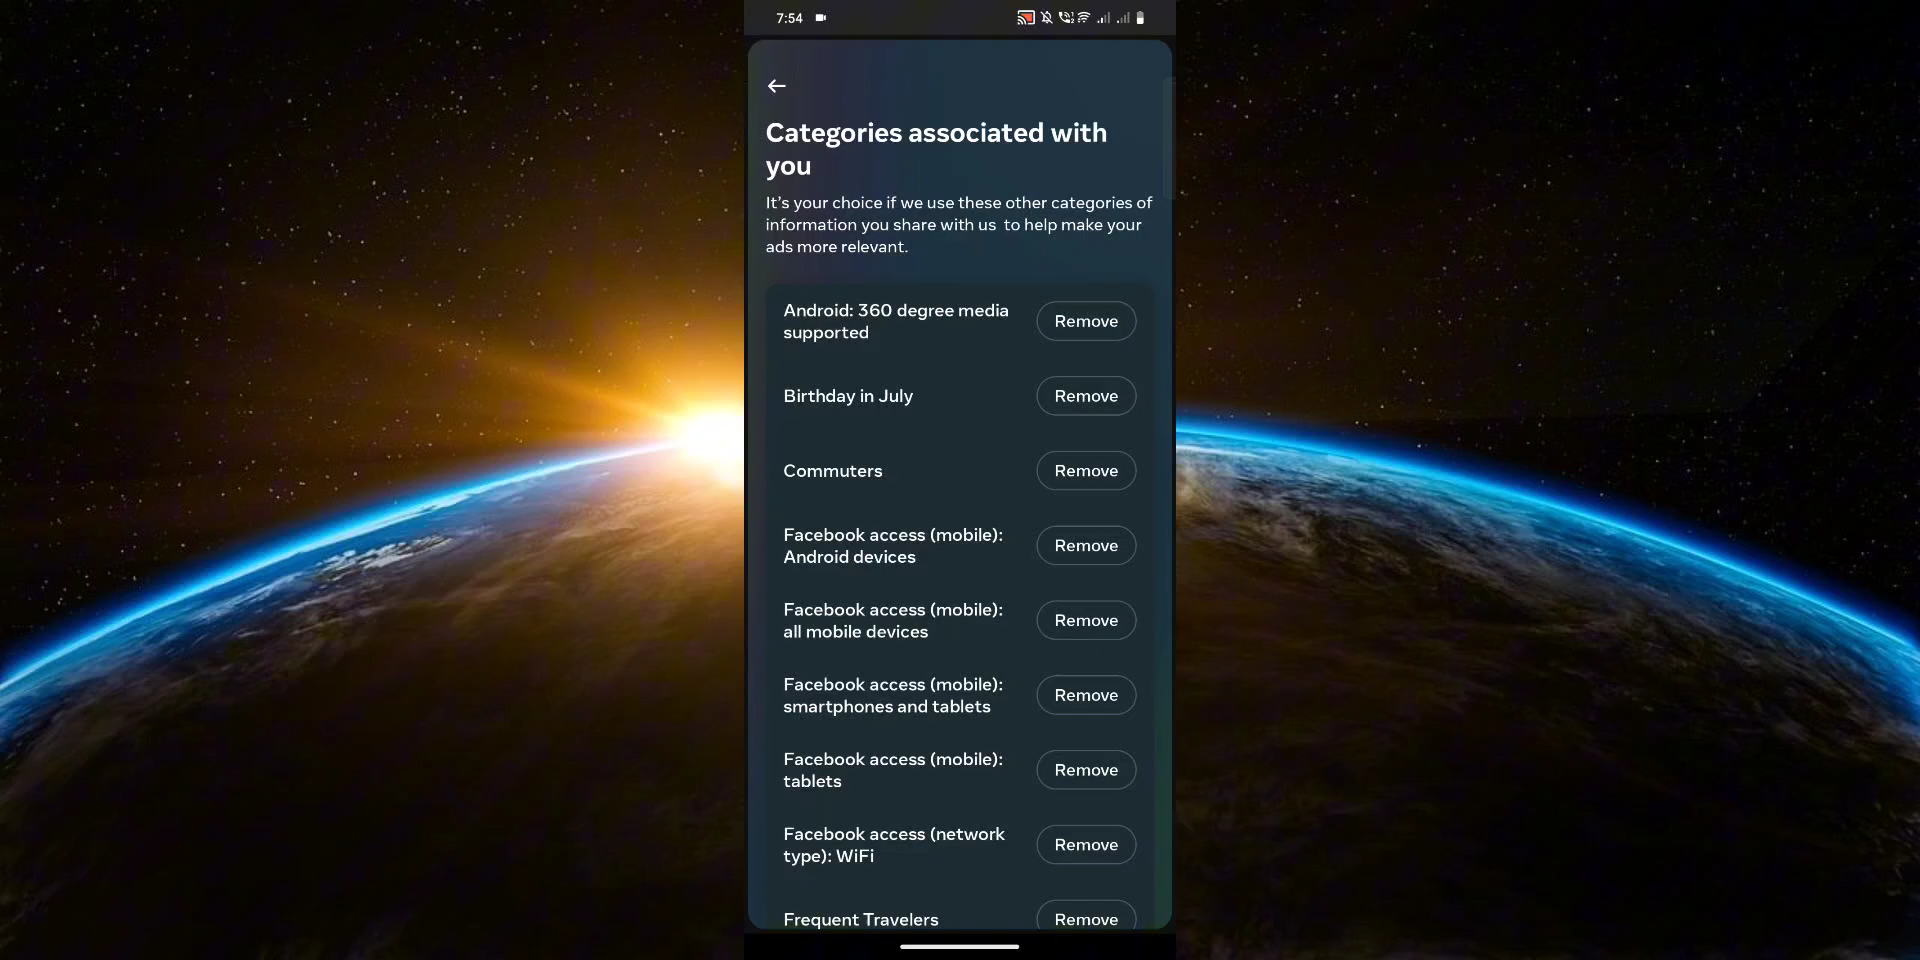 7:54
Categories associated with
you
It's your choice if we use these other categories of
information you share with us  to help make your
ads more relevant.
Android: 360 degree media
supported
Remove
Birthday in July
Remove
Commuters
Remove
Facebook access (mobile):
Android devices
Remove
Facebook access (mobile):
all mobile devices
Remove
Facebook access (mobile):
smartphones and tablets
Remove
Facebook access (mobile):
tablets
Remove
Facebook access (network
type): WiFi
Remove
Frequent Travelers
Remove